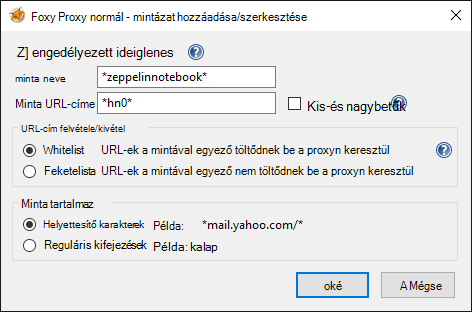 Foxy Proxy normál - mintázat hozzáadása/szerkesztése
Z] engedélyezett ideiglenes
minta neve *zeppelinnotebook*
Minta URL-címe *hn0* Kis-és nagybetűk
URL-cím felvétele/kivétel
Whitelist URL-ek a mintával egyező töltődnek be a proxyn keresztül
Feketelista URL-ek a mintával egyező nem töltődnek be a proxyn keresztül
Minta tartalmaz
Helyettesítő karakterek Példa: *mail.yahoo.com/*
Reguláris kifejezések Példa: kalap
oké A Mégse